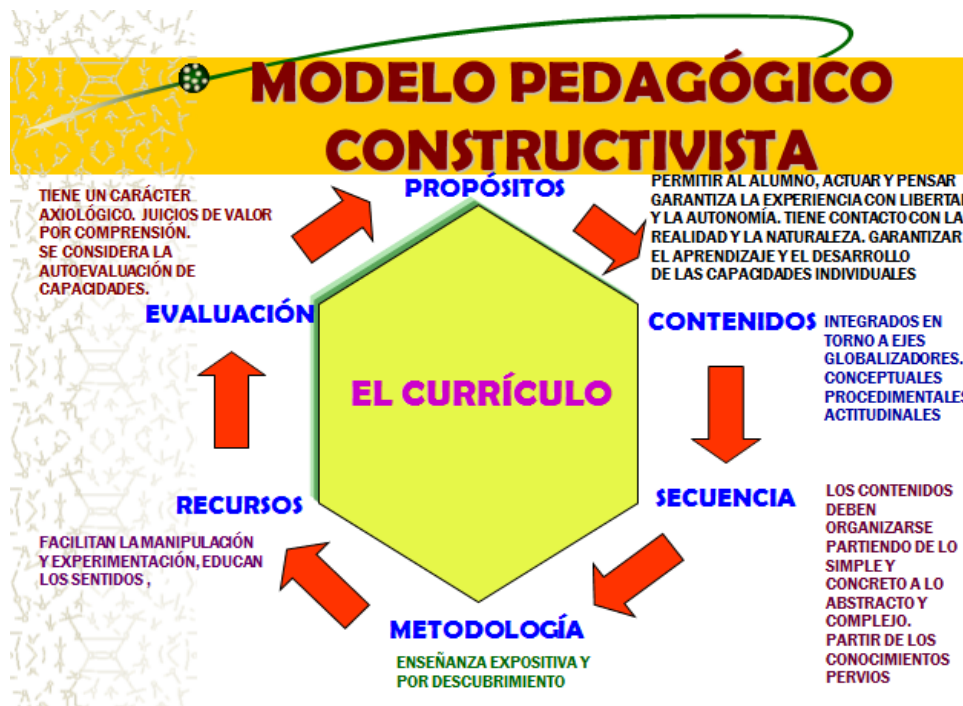 MODELO PEDAGÓGICO
CONSTRUCTIVISTA
PROPÓSITOS
PERMITIR AL ALUMNO, ACTUAR Y PENSAR
GARANTIZA LA EXPERIENCIA CON LIBERTAD
Y LA AUTONOMÍA. TIENE CONTACTO CON LA
REALIDAD Y LA NATURALEZA. GARANTIZAR
EL APRENDIZAJE Y EL DESARROLLO
DE LAS CAPACIDADES INDIVIDUALES
TIENE UN CARÁCTER
AXIOLÓGICO. JUICIOS DE VALOR
POR COMPRENSIÓN.
SE CONSIDERA LA
AUTOEVALUACIÓN DE
CAPACIDADES.
EVALUACIÓN
CONTENIDOS
INTEGRADOS EN
TORNO A EJES
GLOBALIZADORES.
CONCEPTUALES
PROCEDIMENTALES
ACTITUDINALES
EL CURRÍCULO
RECURSOS
FACILITAN LA MANIPULACIÓN
Y EXPERIMENTACIÓN, EDUCAN
LOS SENTIDOS ,
SECUENCIA
LOS CONTENIDOS
DEBEN
ORGANIZARSE
PARTIENDO DE LO
SIMPLE Y
CONCRETO A LO
ABSTRACTO Y
COMPLEJO.
PARTIR DE LOS
CONOCIMIENTOS
PERVIOS
METODOLOGÍA
ENSEÑANZA EXPOSITIVA Y
POR DESCUBRIMIENTO